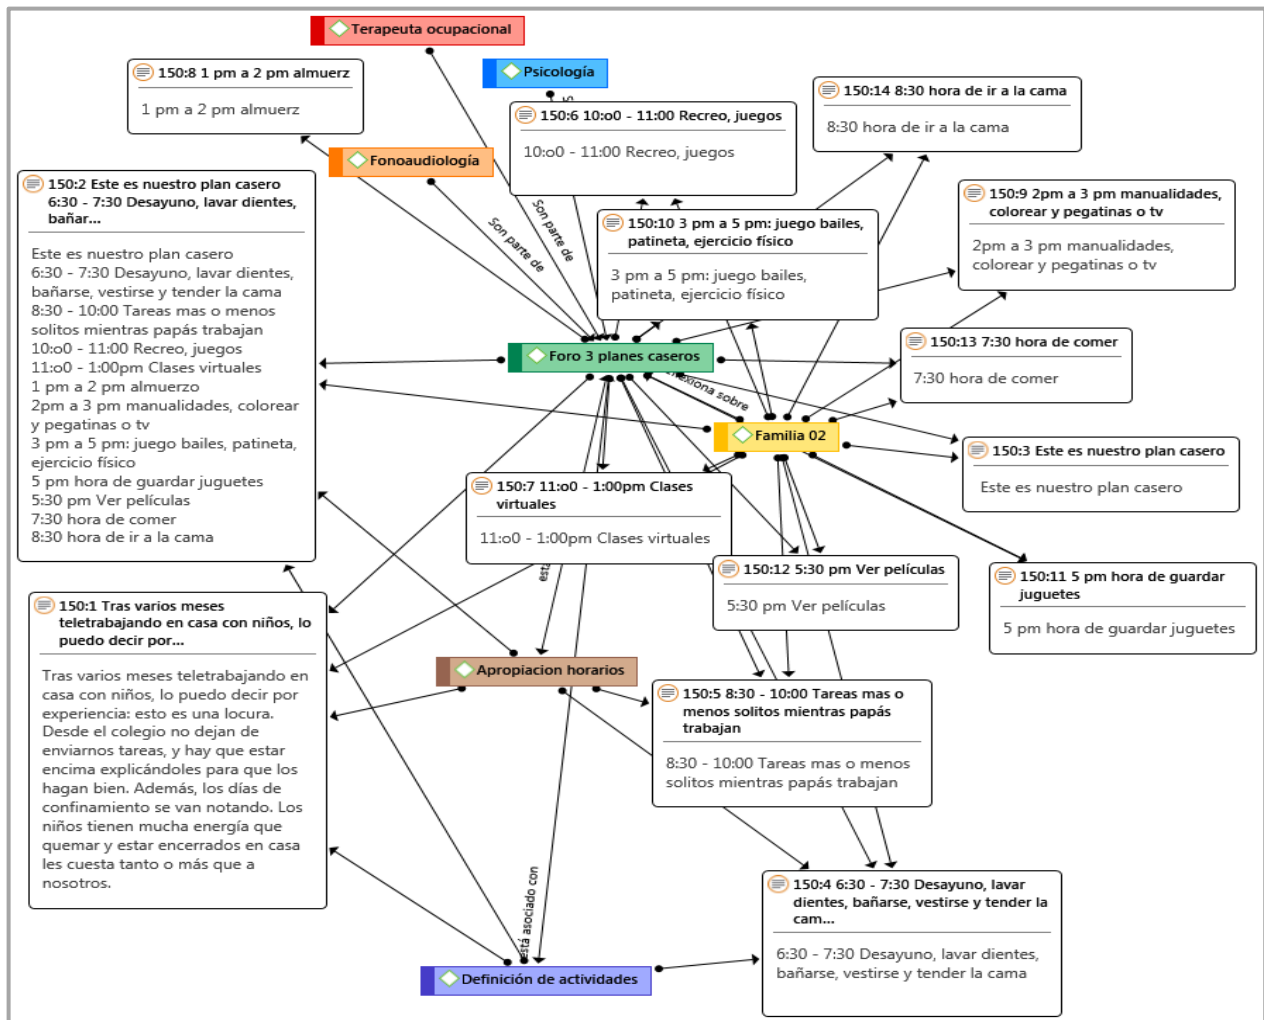 Terapeuta ocupacional
Psicología
150:8 1 pm a 2 pm almuerz
1 pm a 2 pm almuerz
150:6 10:o0 - 11:00 Recreo, juegos
10:o0 - 11:00 Recreo, juegos
150:14 8:30 hora de ir a la cama
8:30 hora de ir a la cama
Fonoaudiología
150:2 Este es nuestro plan casero
6:30 - 7:30 Desayuno, lavar dientes,
bañar...
Este es nuestro plan casero
6:30 - 7:30 Desayuno, lavar dientes,
bañarse, vestirse y tender la cama
8:30 - 10:00 Tareas mas o menos
solitos mientras papás trabajan
10:o0 - 11:00 Recreo, juegos
11:o0 - 1:00pm Clases virtuales
1 pm a 2 pm almuerzo
2pm a 3 pm manualidades, colorear
y pegatinas o tv
3 pm a 5 pm: juego bailes, patineta,
ejercicio físico
5 pm hora de guardar juguetes
5:30 pm Ver películas
7:30 hora de comer
8:30 hora de ir a la cama
Son parte de
Son parte de
150:10 3 pm a 5 pm: juego bailes,
patineta, ejercicio físico
3 pm a 5 pm: juego bailes,
patineta, ejercicio físico
150:9 2pm a 3 pm manualidades,
colorear y pegatinas o tv
2pm a 3 pm manualidades,
colorear y pegatinas o tv
Foro 3 planes caseros
150:13 7:30 hora de comer
7:30 hora de comer
sobre
Familia 02
150:3 Este es nuestro plan casero
Este es nuestro plan casero
150:7 11:o0 - 1:00pm Clases
virtuales
11:o0 - 1:00pm Clases virtuales
está
150:12 5:30 pm Ver películas
5:30 pm Ver películas
150:11 5 pm hora de guardar
juguetes
5 pm hora de guardar juguetes
150:1 Tras varios meses
teletrabajando en casa con niños, lo
puedo decir por...
Tras varios meses teletrabajando en
casa con niños, lo puedo decir por
experiencia: esto es una locura.
Desde el colegio no dejan de
enviarnos tareas, y hay que estar
encima explicándoles para que los
hagan bien. Además, los días de
confinamiento se van notando. Los
niños tienen mucha energía que
quemar y estar encerrados en casa
les cuesta tanto o más que a
nosotros.
Apropiacion horarios
150:5 8:30 - 10:00 Tareas mas o
menos solitos mientras papás
trabajan
8:30 - 10:00 Tareas mas o menos
solitos mientras papás trabajan
está asociado con
150:4 6:30 - 7:30 Desayuno, lavar
dientes, bañarse, vestirse y tender la
cam...
6:30 - 7:30 Desayuno, lavar dientes,
bañarse, vestirse y tender la cama
Definición de actividades